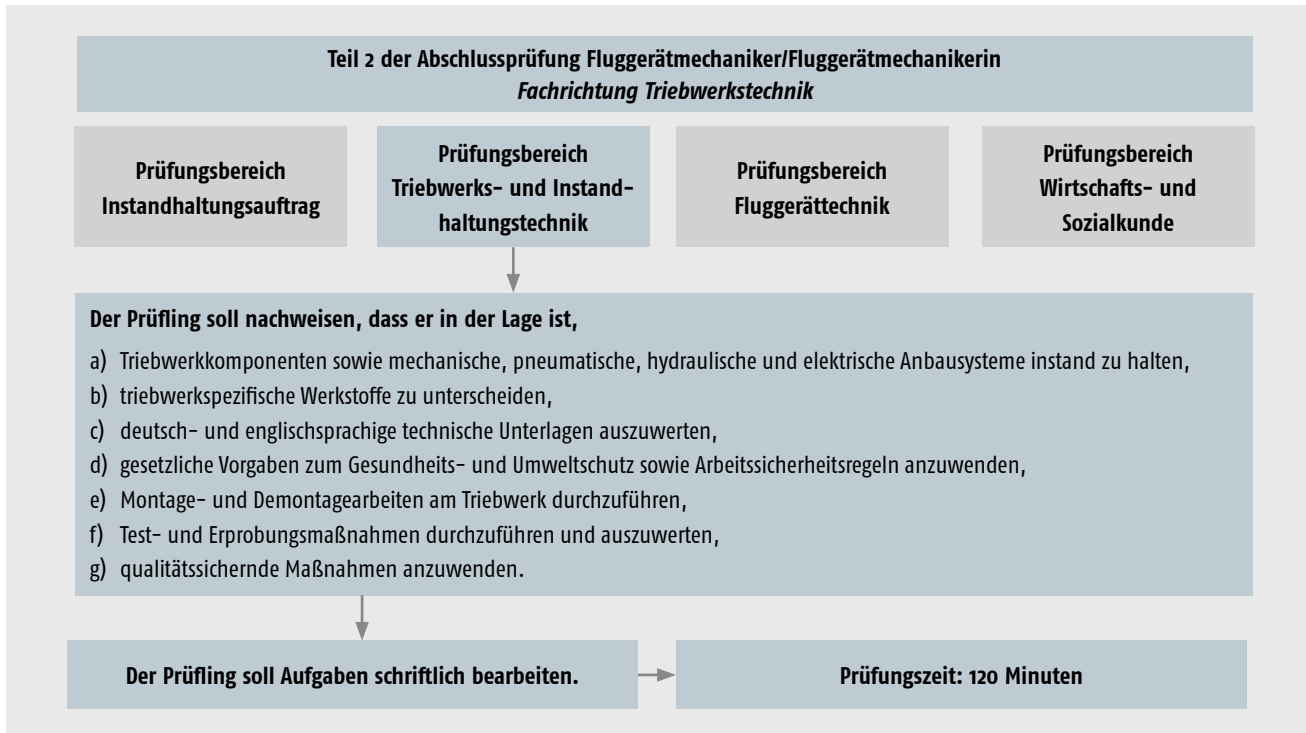 Teil 2 der Abschlussprüfung Fluggerätmechaniker/Fluggerätmechanikerin
Fachrichtung Triebwerkstechnik
Prüfungsbereich
Instandhaltungsauftrag
Prüfungsbereich
Triebwerks- und Instand-
haltungstechnik
Prüfungsbereich
Fluggerättechnik
Prüfungsbereich
Wirtschafts- und
Sozialkunde
Der Prüfling soll nachweisen, dass er in der Lage ist,
a) Triebwerkkomponenten sowie mechanische, pneumatische, hydraulische und elektrische Anbausysteme instand zu halten,
b) triebwerkspezifische Werkstoffe zu unterscheiden,
c) deutsch- und englischsprachige technische Unterlagen auszuwerten,
d) gesetzliche Vorgaben zum Gesundheits- und Umweltschutz sowie Arbeitssicherheitsregeln anzuwenden,
e) Montage- und Demontagearbeiten am Triebwerk durchzuführen,
f) Test- und Erprobungsmaßnahmen durchzuführen und auszuwerten,
g) qualitätssichernde Maßnahmen anzuwenden.
Der Prüfling soll Aufgaben schriftlich bearbeiten.
Prüfungszeit: 120 Minuten